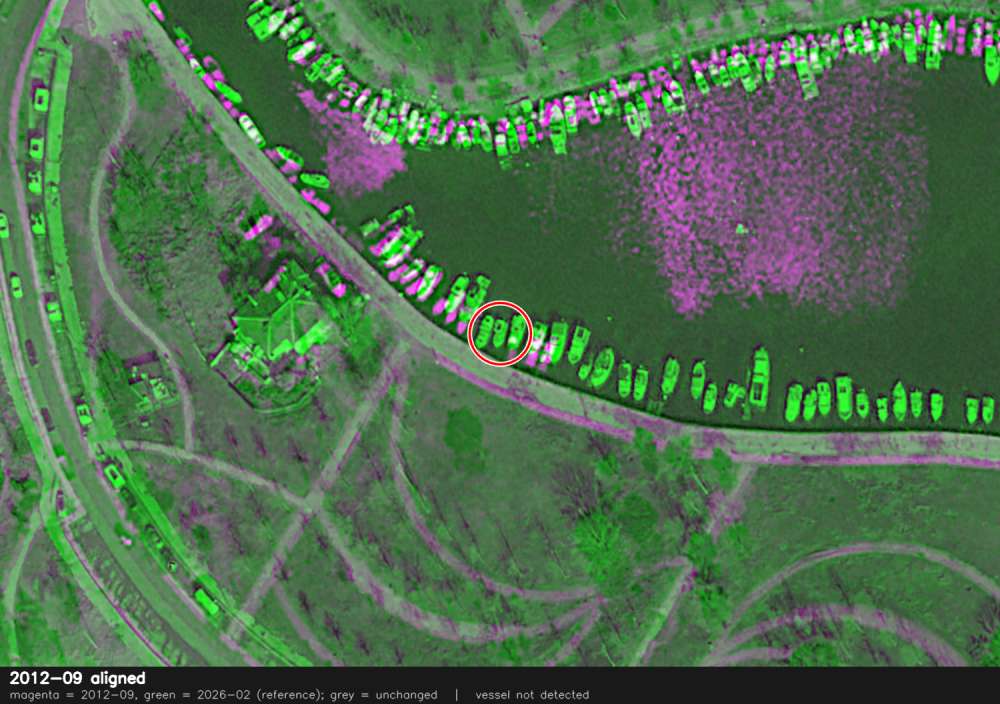 2012-09 aligned
magenta = 2012-09, green = 2026-02 (reference); grey = unchanged | vessel not detected